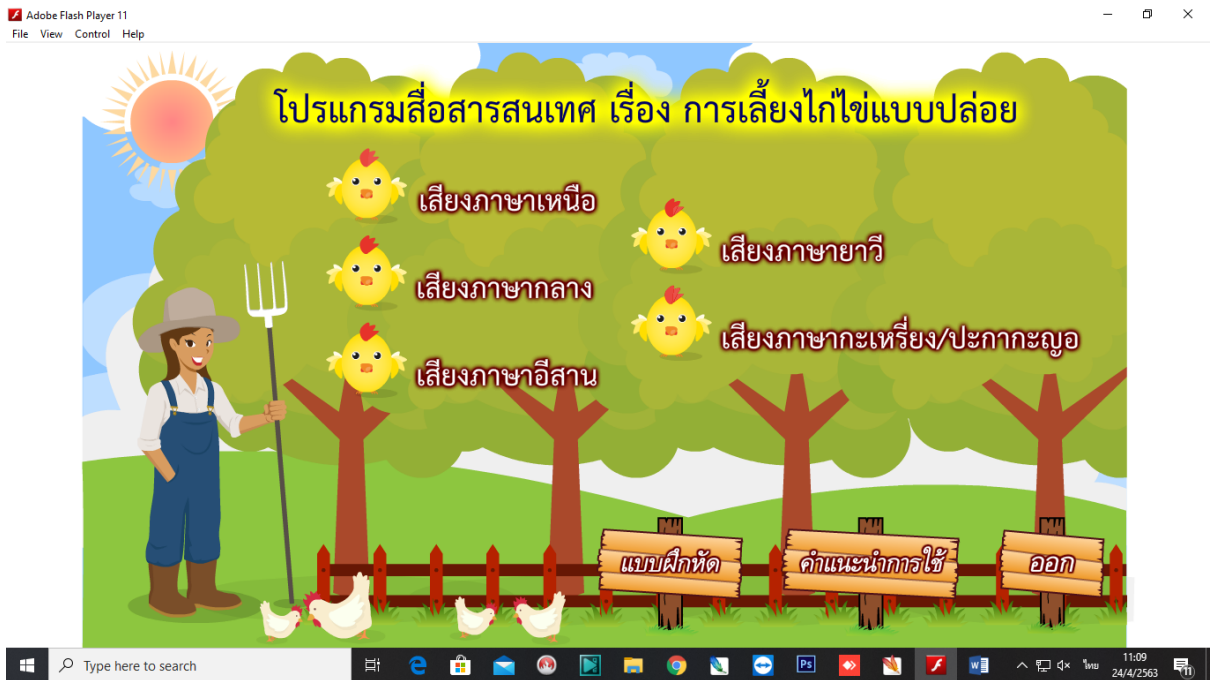 Adobe Flash Player 11
File View Control Help
โปรแกรมสื่อสารสนเทศ เรื่อง การเลี้ยงไก่ไข่แบบปล่อย
เสียงภาษาเหนือ
เสียงภาษากลาง
เสียงภาษาอีสาน
เสียงภาษายาวี
เสียงภาษากะเหรี่ยง/ปะกากะญอ
แบบฝึกหัด
คำแนะนำการใช้
ออก
Type here to search
Ps
ไทย
11:09
24/4/2563
11